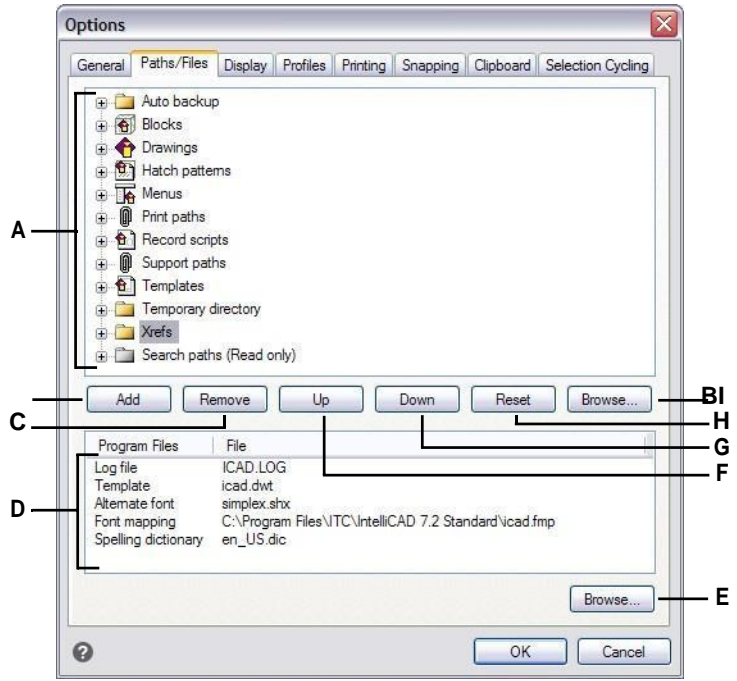 Options
General Paths/Files Display Profiles Printing Snapping Clipboard Selection Cycling
Auto backup
Blocks
Drawings
Hatch patterns
Menus
Print paths
A
Record scripts
Support paths
Templates
Temporary directory
Xrefs
Search paths (Read only)
Add Remove Up Down Reset Browse... BI
C
H
G
F
Program Files File
Log file ICAD.LOG
Template icad.dwt
D
Alternate font simplex.shx
Font mapping C:\Program Files\ITC\IntelliCAD 7.2 Standard\icad.fmp
Spelling dictionary en_US.dic
Browse... E
? OK Cancel